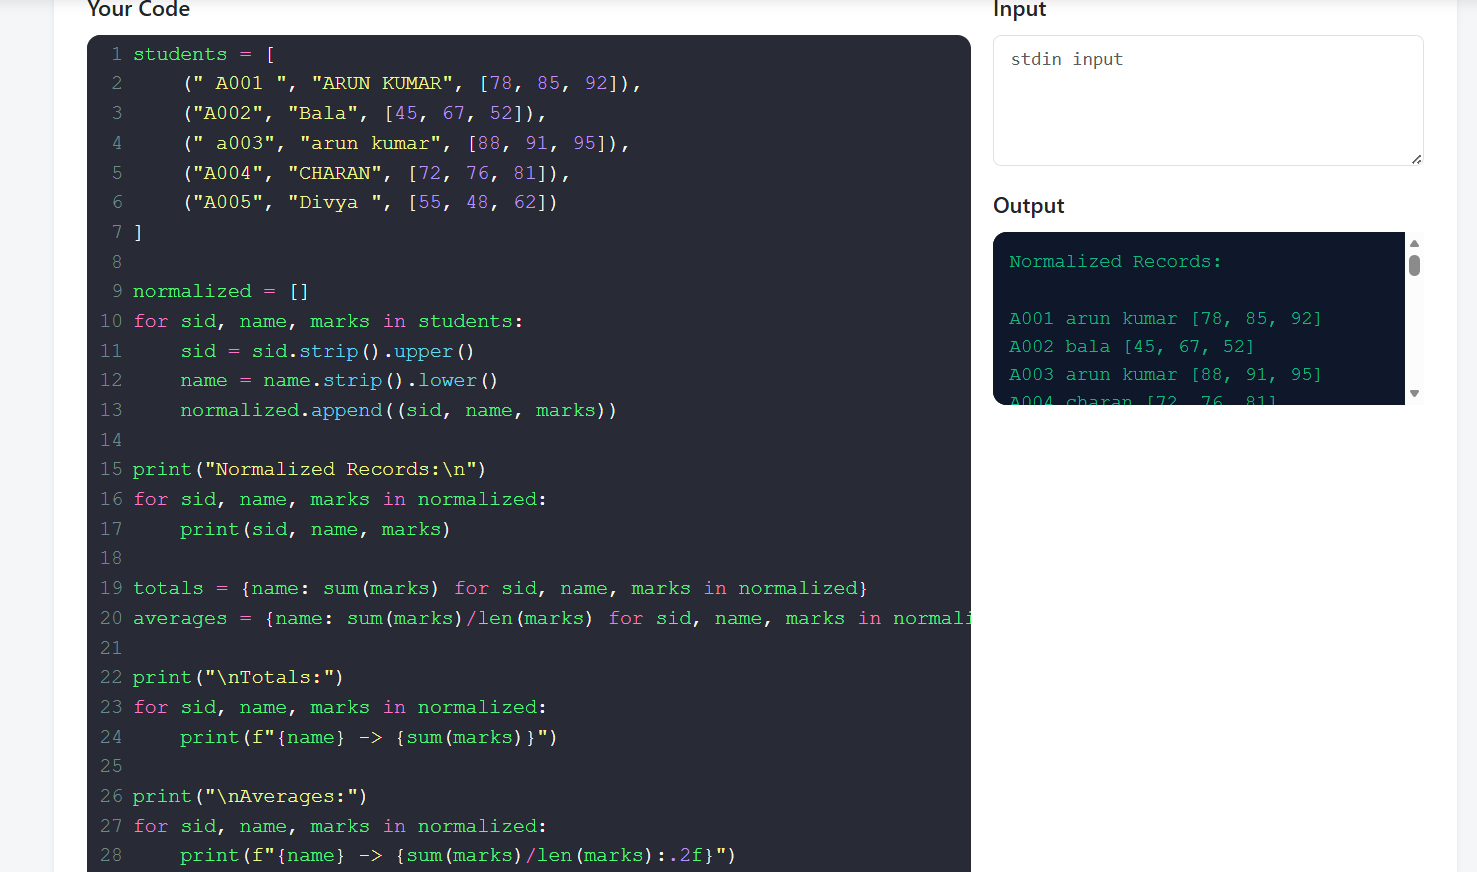 Your Code
1 students = [
2     (" A001 ", "ARUN KUMAR", [78, 85, 92]),
3     ("A002", "Bala", [45, 67, 52]),
4     (" a003", "arun kumar", [88, 91, 95]),
5     ("A004", "CHARAN", [72, 76, 81]),
6     ("A005", "Divya ", [55, 48, 62])
7 ]
8
9 normalized = []
10 for sid, name, marks in students:
11     sid = sid.strip().upper()
12     name = name.strip().lower()
13     normalized.append((sid, name, marks))
14
15 print("Normalized Records:\n")
16 for sid, name, marks in normalized:
17     print(sid, name, marks)
18
19 totals = {name: sum(marks) for sid, name, marks in normalized}
20 averages = {name: sum(marks)/len(marks) for sid, name, marks in normali
21
22 print("\nTotals:")
23 for sid, name, marks in normalized:
24     print(f"{name} -> {sum(marks)}")
25
26 print("\nAverages:")
27 for sid, name, marks in normalized:
28     print(f"{name} -> {sum(marks)/len(marks):.2f}")
Input
stdin input
Output
Normalized Records:
A001 arun kumar [78, 85, 92]
A002 bala [45, 67, 52]
A003 arun kumar [88, 91, 95]
A004 charan [72, 76, 81]